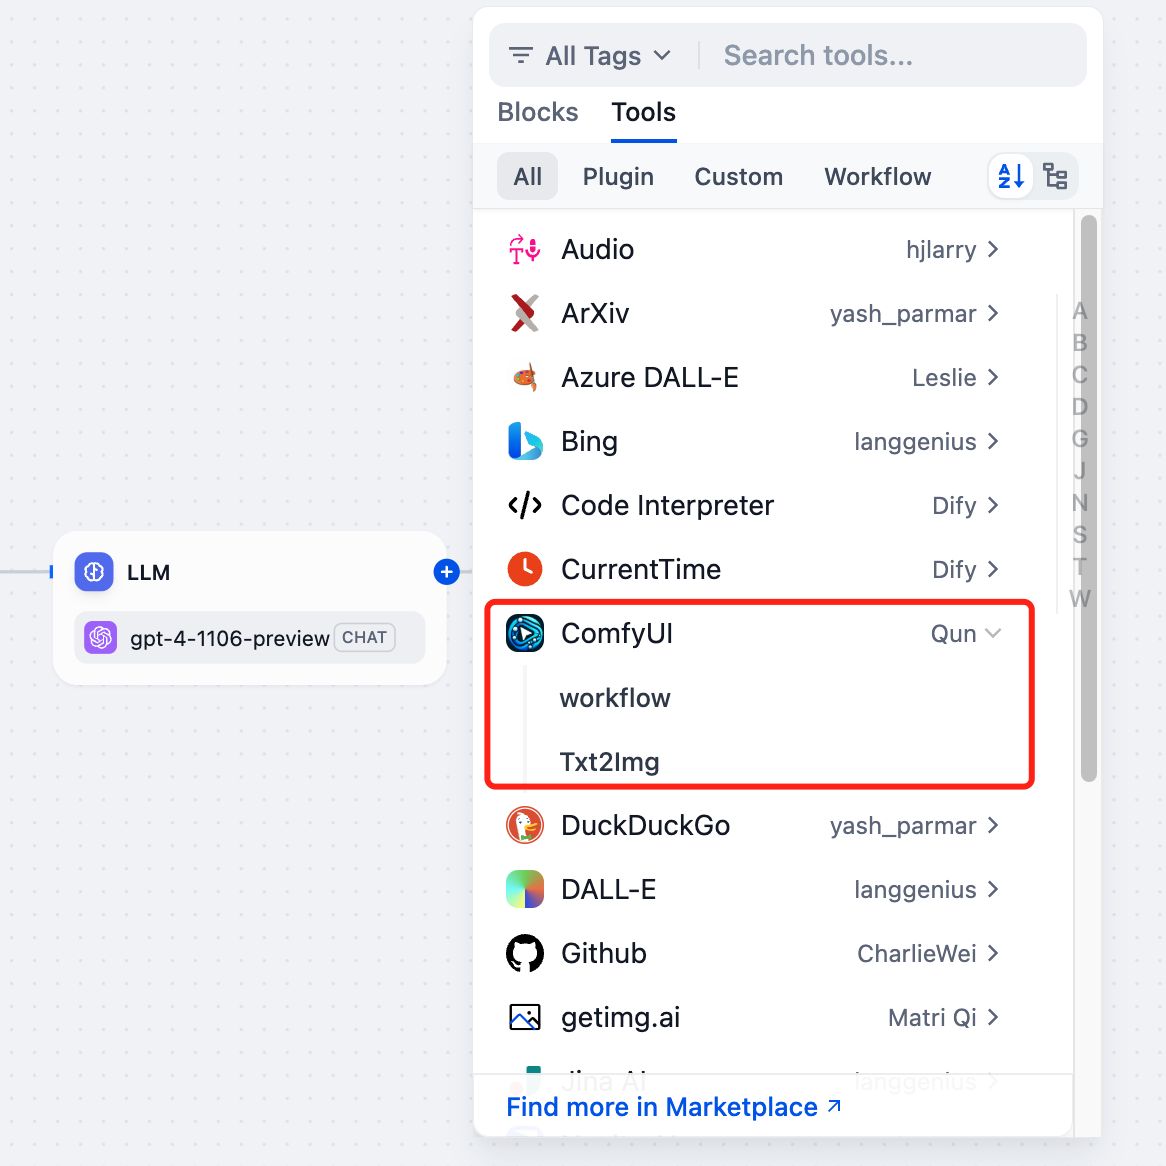 All Tags Search tools...
Blocks Tools
All Plugin Custom Workflow
Audio hjlarry
ArXiv yash_parmar
Azure DALL-E Leslie
Bing langgenius
Code Interpreter Dify
CurrentTime Dify
ComfyUI Qun
workflow
Txt2Img
DuckDuckGo yash_parmar
DALL-E langgenius
Github CharlieWei
getimg.ai Matri Qi
Jina AI langgenius
Find more in Marketplace
A
B
C
D
G
J
N
S
T
W
LLM
gpt-4-1106-preview CHAT